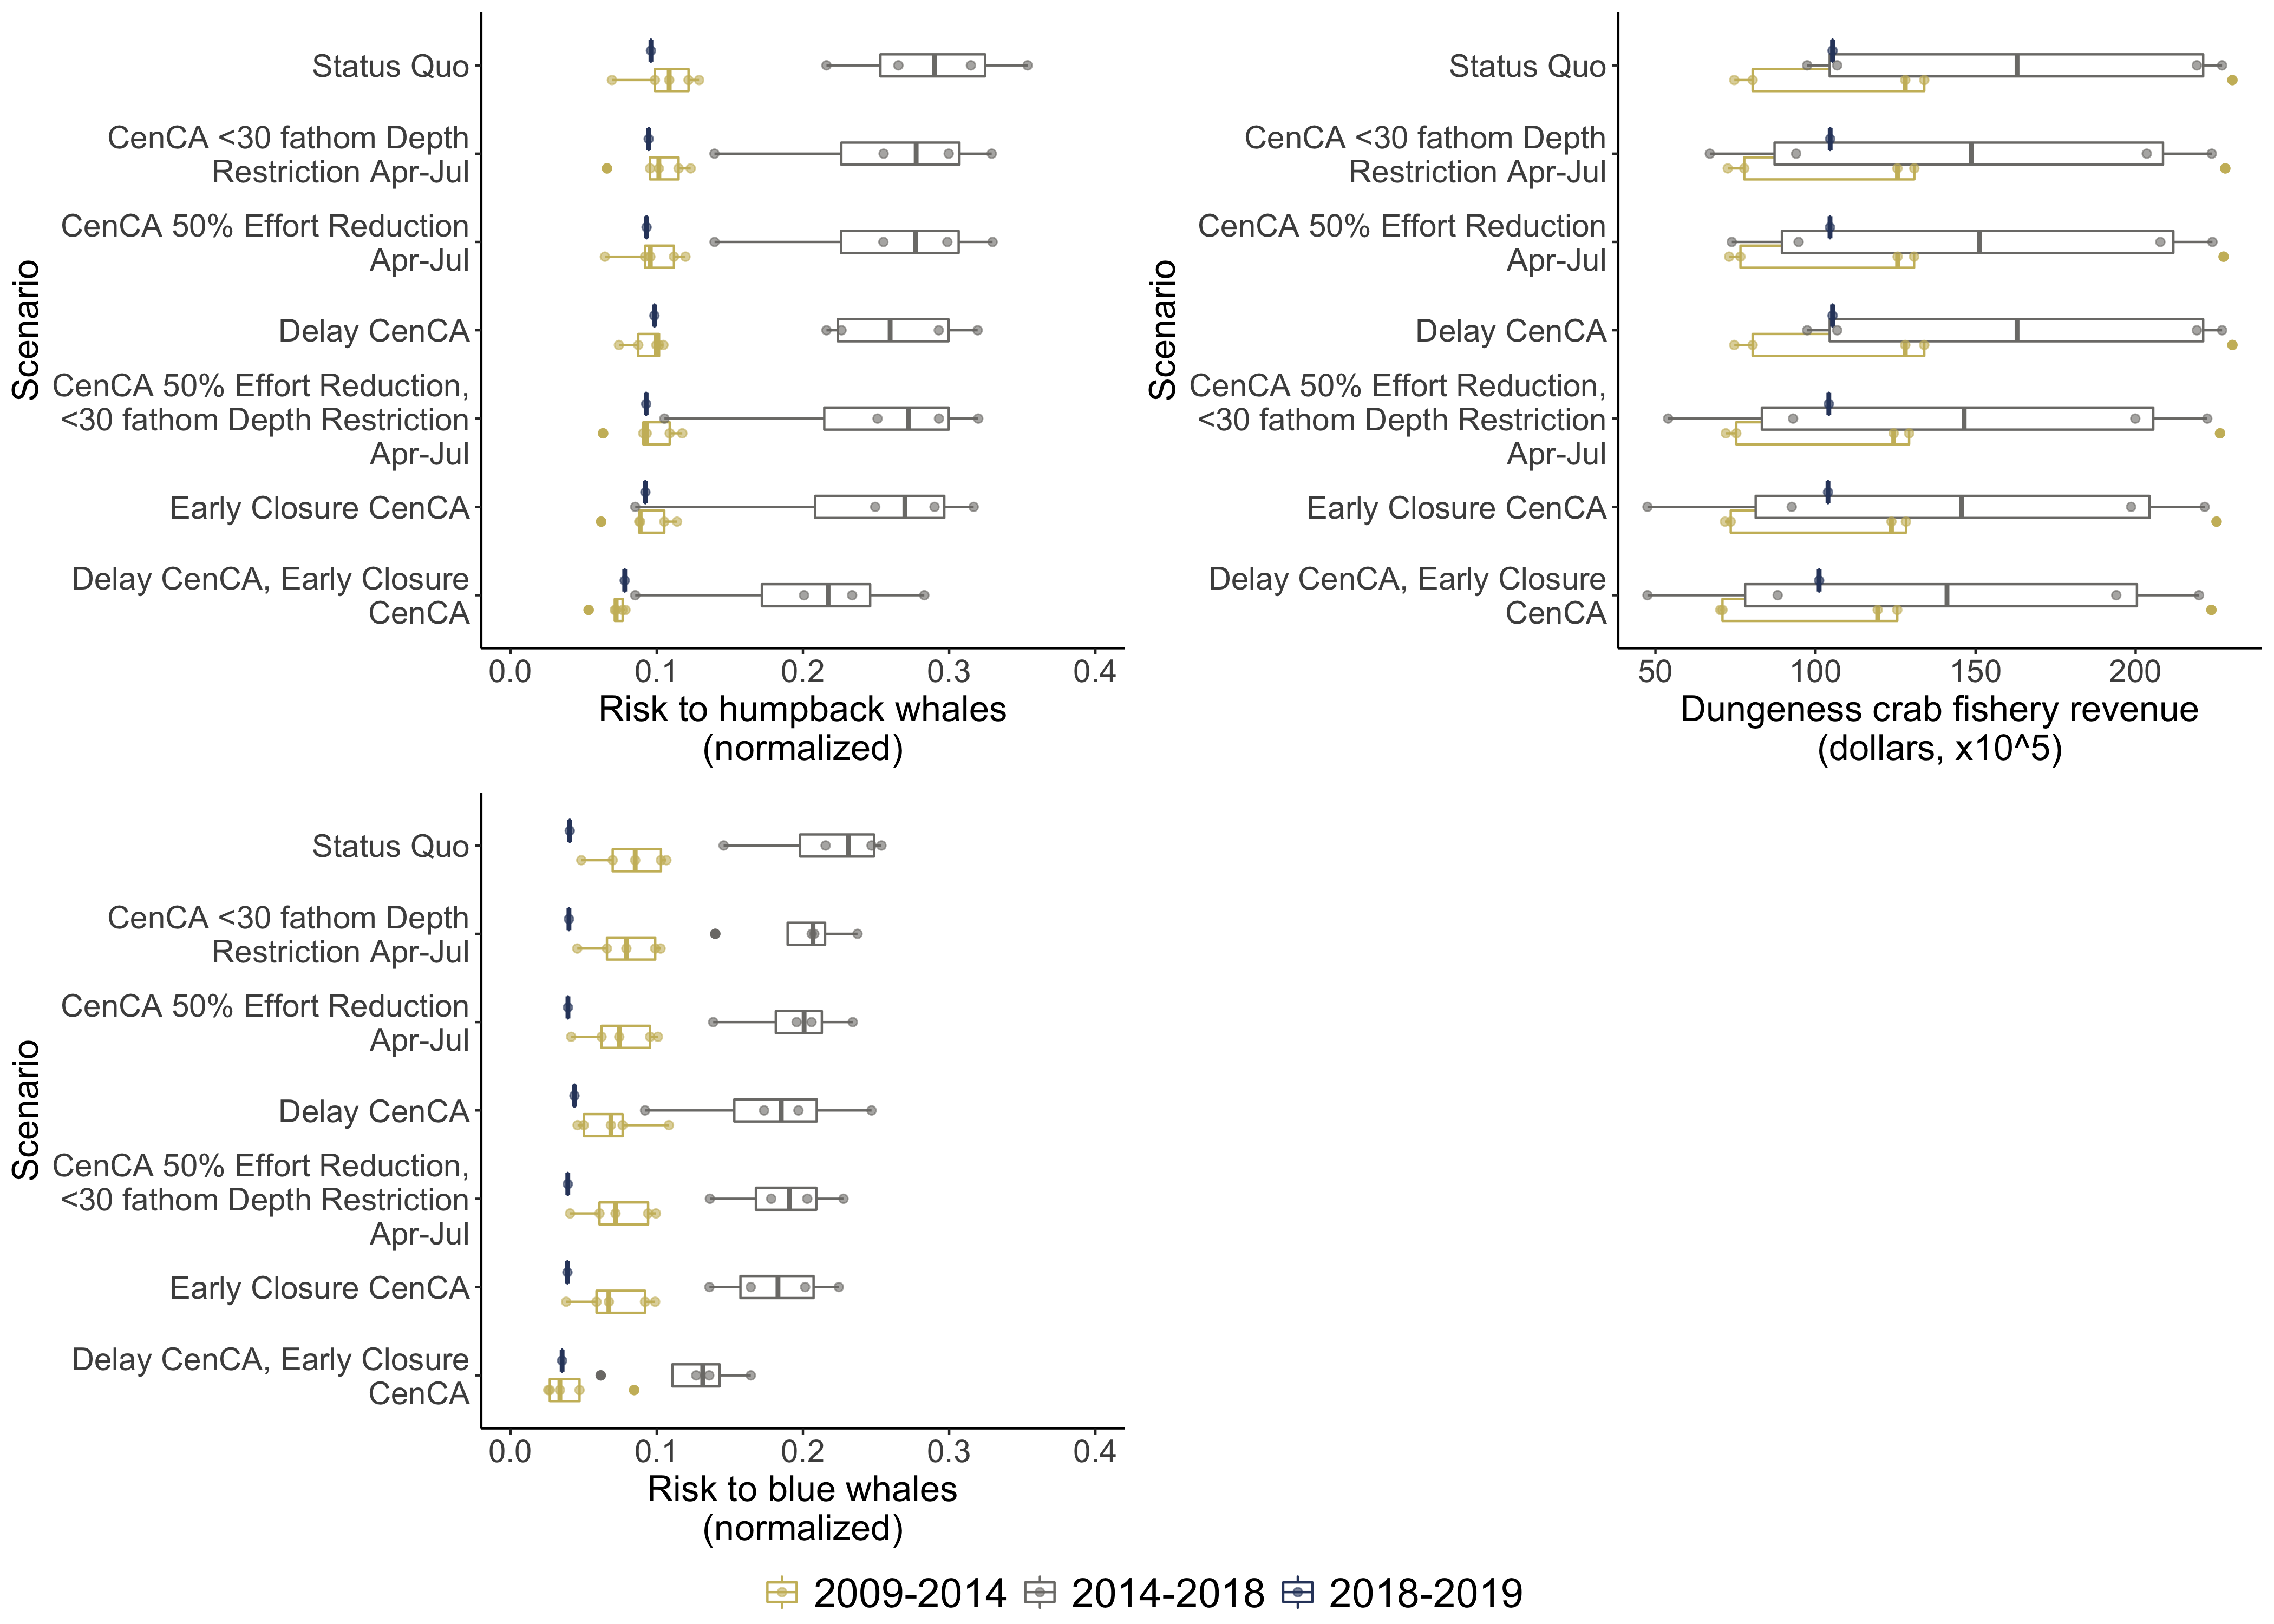 Scenario
Status Quo
CenCA <30 fathom Depth
Restriction Apr-Jul
CenCA 50% Effort Reduction
Apr-Jul
Delay CenCA
CenCA 50% Effort Reduction,
<30 fathom Depth Restriction
Apr-Jul
Early Closure CenCA
Delay CenCA, Early Closure
CenCA
0.0 0.1 0.2 0.3 0.4
Risk to humpback whales
(normalized)
Scenario
Status Quo
CenCA <30 fathom Depth
Restriction Apr-Jul
CenCA 50% Effort Reduction
Apr-Jul
Delay CenCA
CenCA 50% Effort Reduction,
<30 fathom Depth Restriction
Apr-Jul
Early Closure CenCA
Delay CenCA, Early Closure
CenCA
50 100 150 200
Dungeness crab fishery revenue
(dollars, x10^5)
Scenario
Status Quo
CenCA <30 fathom Depth
Restriction Apr-Jul
CenCA 50% Effort Reduction
Apr-Jul
Delay CenCA
CenCA 50% Effort Reduction,
<30 fathom Depth Restriction
Apr-Jul
Early Closure CenCA
Delay CenCA, Early Closure
CenCA
0.0 0.1 0.2 0.3 0.4
Risk to blue whales
(normalized)
2009-2014 2014-2018 2018-2019